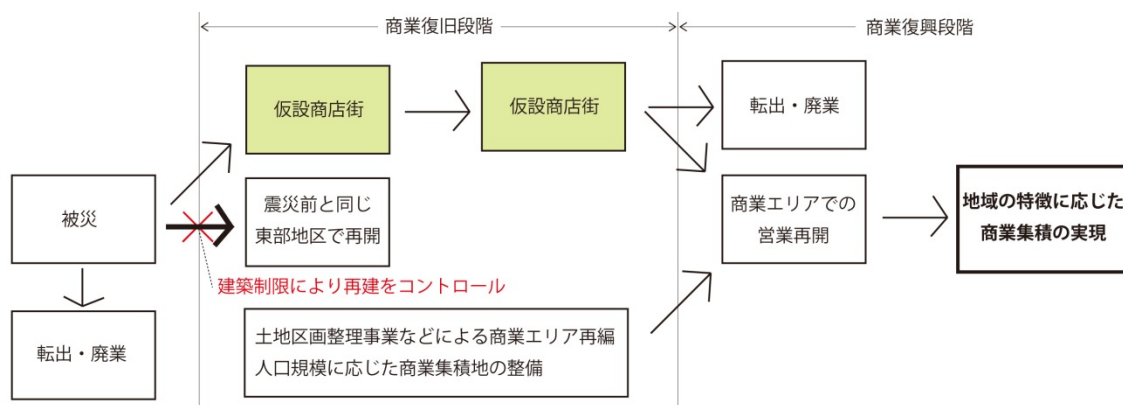 商業復旧段階
商業復興段階
仮設商店街
仮設商店街
転出・廃業
被災
震災前と同じ
東部地区で再開
商業エリアでの
営業再開
地域の特徴に応じた
商業集積の実現
建築制限により再建をコントロール
転出・廃業
土地区画整理事業などによる商業エリア再編
人口規模に応じた商業集積地の整備